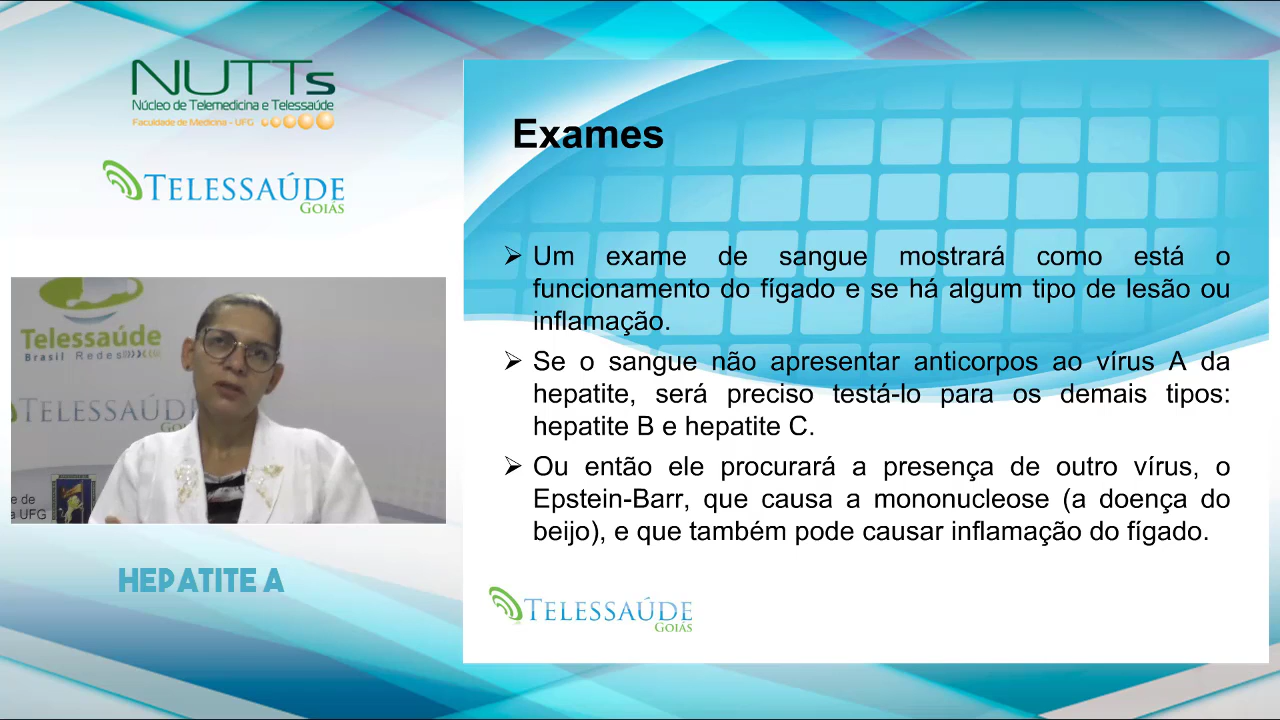 NUTTs
Núcleo de Telemedicina e Telessaúde
Faculdade de Medicina - UFG
TELESSAÚDE
GOIÁS
Telessaúde
Brasil Redes
TELESSAÚD
e de
a UFG
HEPATITE A
Exames
Um exame de sangue mostrará como está o
funcionamento do fígado e se há algum tipo de lesão ou
inflamação.
Se o sangue não apresentar anticorpos ao vírus A da
hepatite, será preciso testá-lo para os demais tipos:
hepatite B e hepatite C.
Ou então ele procurará a presença de outro vírus, o
Epstein-Barr, que causa a mononucleose (a doença do
beijo), e que também pode causar inflamação do fígado.
TELESSAÚDE
GOIÁS